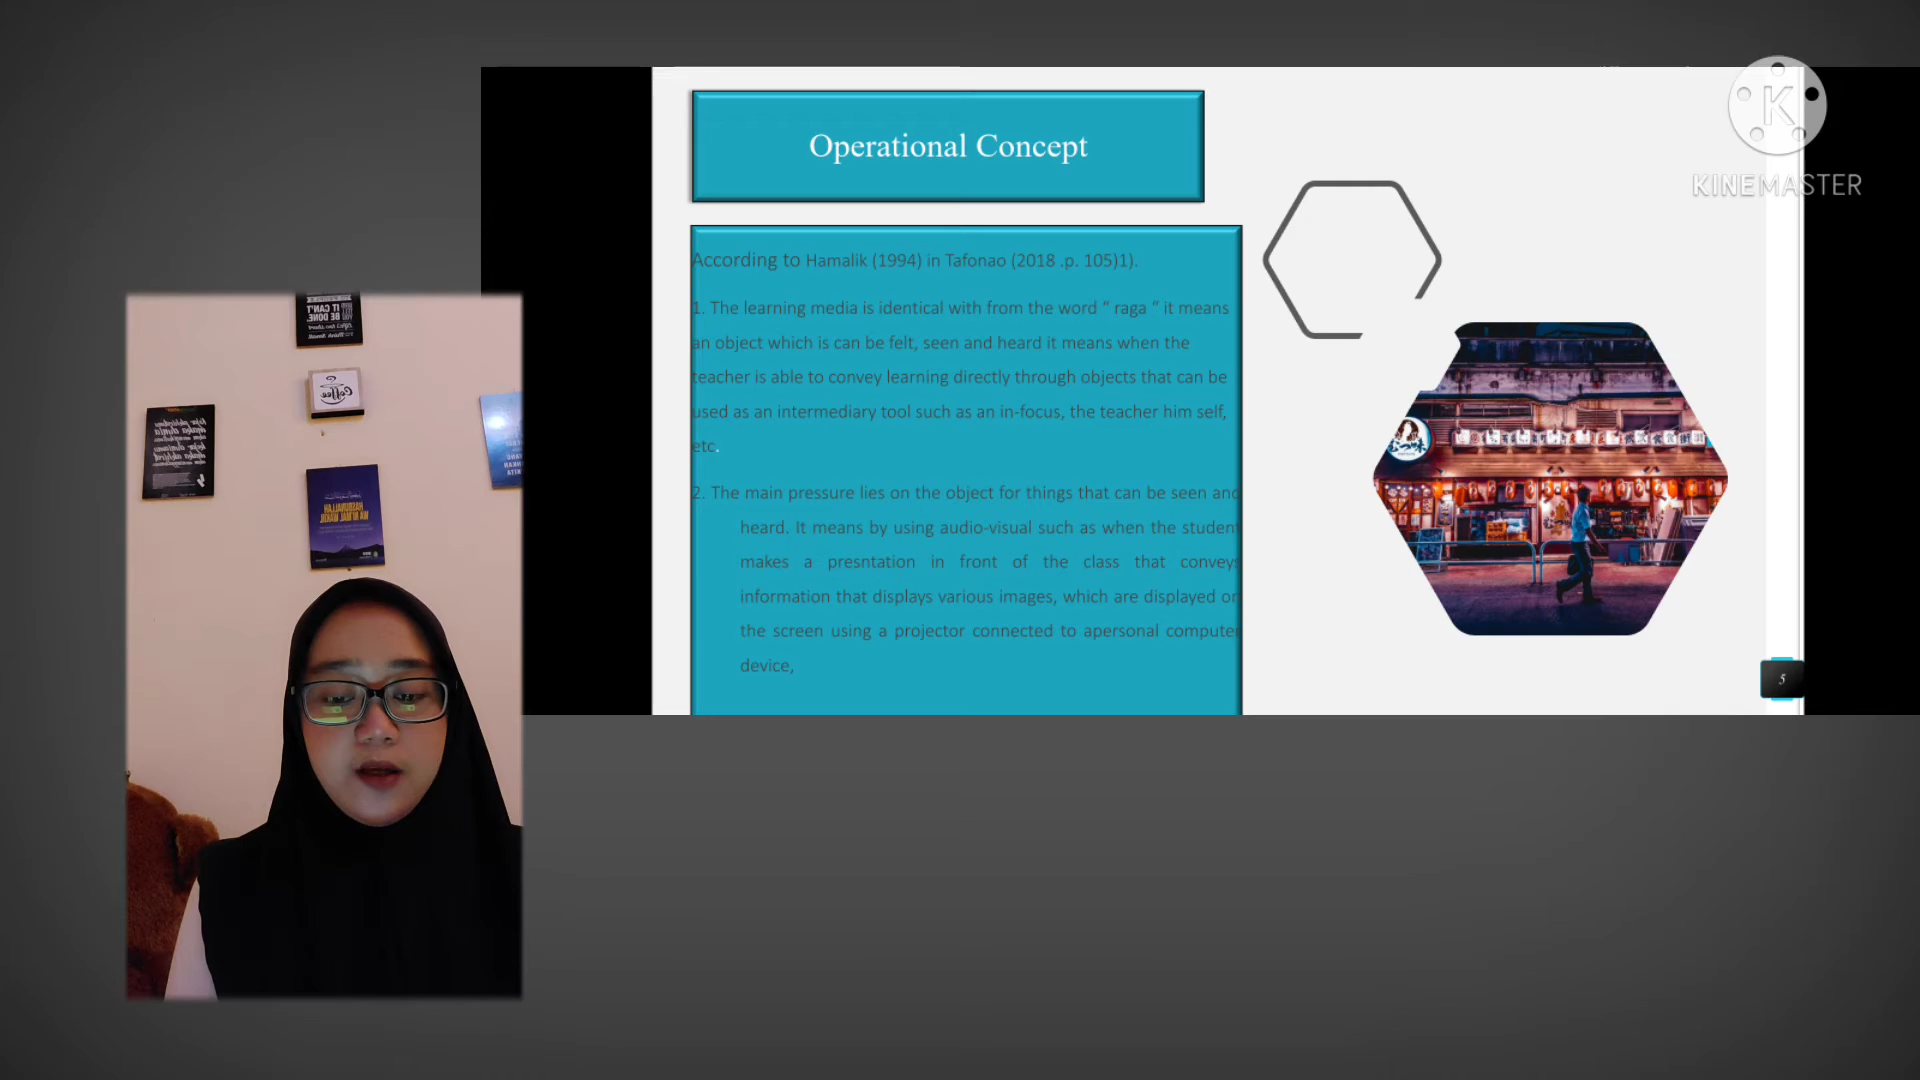 Operational Concept
According to Hamalik (1994) in Tafonao (2018 .p. 105)1).
1. The learning media is identical with from the word “ raga “ it means
an object which is can be felt, seen and heard it means when the
teacher is able to convey learning directly through objects that can be
used as an intermediary tool such as an in-focus, the teacher him self,
etc.
2. The main pressure lies on the object for things that can be seen and
heard. It means by using audio-visual such as when the student
makes a presntation in front of the class that conveys
information that displays various images, which are displayed on
the screen using a projector connected to apersonal computer
device,
5
K
KINEMASTER
IT CAN'T
BE DONE.
Coffee
HASBUNALLAH
WA NI'MAL WAKIL